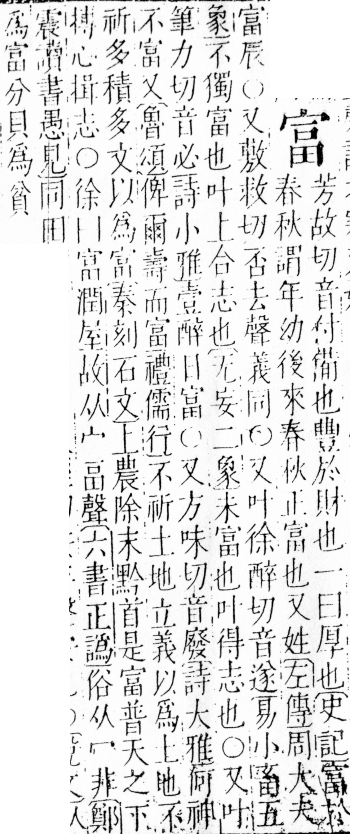 富
芳故切音付備也豐於財也一曰厚也史記富於
春秋謂年幼後來春秋正富也又姓左傳周大夫
富辰○又敷救切否去聲義同○又叶徐醉切音遂易小畜五
象不獨富也叶上合志也无妄二象未富也叶得志也○又叶
筆力切音必詩小雅壹醉日富○又方味切音廢詩大雅何神
不富又魯頌俾爾壽而富禮儒行不祈土地立義以爲土地不
祈多積多文以爲富秦刻石文上農除末黔首是富普天之下
摶心揖志○徐曰富潤屋故从宀畐聲六書正譌俗从冖非鄭
震讀書愚見同田
爲富分貝爲貧